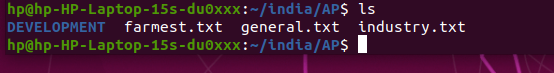 hp@hp-HP-Laptop-15s-du0xxx:~/india/AP$ ls
DEVELOPMENT  farmest.txt  general.txt  industry.txt
hp@hp-HP-Laptop-15s-du0xxx:~/india/AP$